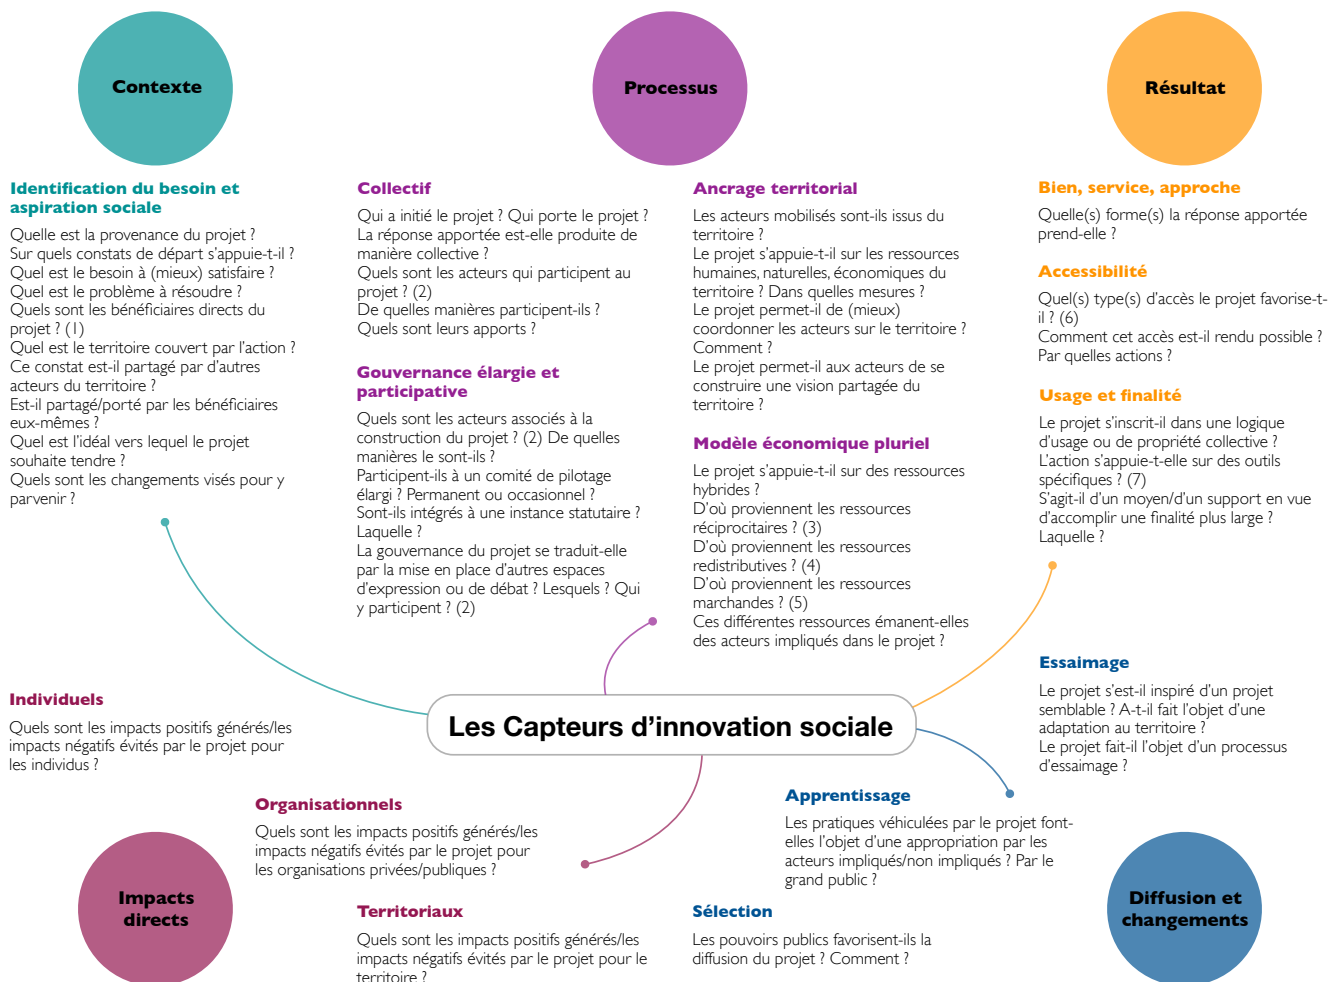 Contexte
Processus
Résultat
Identification du besoin et
aspiration sociale
Quelle est la provenance du projet ?
Sur quels constats de départ s’appuie-t-il ?
Quel est le besoin à (mieux) satisfaire ?
Quel est le problème à résoudre ?
Quels sont les bénéficiaires directs du
projet ? (1)
Quel est le territoire couvert par l’action ?
Ce constat est-il partagé par d’autres
acteurs du territoire ?
Est-il partagé/porté par les bénéficiaires
eux-mêmes ?
Quel est l’idéal vers lequel le projet
souhaite tendre ?
Quels sont les changements visés pour y
parvenir ?
Collectif
Qui a initié le projet ? Qui porte le projet ?
La réponse apportée est-elle produite de
manière collective ?
Quels sont les acteurs qui participent au
projet ? (2)
De quelles manières participent-ils ?
Quels sont leurs apports ?
Gouvernance élargie et
participative
Quels sont les acteurs associés à la
construction du projet ? (2) De quelles
manières le sont-ils ?
Participent-ils à un comité de pilotage
élargi ? Permanent ou occasionnel ?
Sont-ils intégrés à une instance statutaire ?
Laquelle ?
La gouvernance du projet se traduit-elle
par la mise en place d’autres espaces
d’expression ou de débat ? Lesquels ? Qui
y participent ? (2)
Ancrage territorial
Les acteurs mobilisés sont-ils issus du
territoire ?
Le projet s’appuie-t-il sur les ressources
humaines, naturelles, économiques du
territoire ? Dans quelles mesures ?
Le projet permet-il de (mieux)
coordonner les acteurs sur le territoire ?
Comment ?
Le projet permet-il aux acteurs de se
construire une vision partagée du
territoire ?
Modèle économique pluriel
Le projet s’appuie-t-il sur des ressources
hybrides ?
D’où proviennent les ressources
réciprocitaires ? (3)
D’où proviennent les ressources
redistributives ? (4)
D’où proviennent les ressources
marchandes ? (5)
Ces différentes ressources émanent-elles
des acteurs impliqués dans le projet ?
Bien, service, approche
Quelle(s) forme(s) la réponse apportée
prend-elle ?
Accessibilité
Quel(s) type(s) d’accès le projet favorise-t-
il ? (6)
Comment cet accès est-il rendu possible ?
Par quelles actions ?
Usage et finalité
Le projet s’inscrit-il dans une logique
d’usage ou de propriété collective ?
L’action s’appuie-t-elle sur des outils
spécifiques ? (7)
S’agit-il d’un moyen/d’un support en vue
d’accomplir une finalité plus large ?
Laquelle ?
Les Capteurs d’innovation sociale
Individuels
Quels sont les impacts positifs générés/les
impacts négatifs évités par le projet pour
les individus ?
Organisationnels
Quels sont les impacts positifs générés/les
impacts négatifs évités par le projet pour
les organisations privées/publiques ?
Territoriaux
Quels sont les impacts positifs générés/les
impacts négatifs évités par le projet pour le
territoire ?
Impacts
directs
Essaimage
Le projet s’est-il inspiré d’un projet
semblable ? A-t-il fait l’objet d’une
adaptation au territoire ?
Le projet fait-il l’objet d’un processus
d’essaimage ?
Apprentissage
Les pratiques véhiculées par le projet font-
elles l’objet d’une appropriation par les
acteurs impliqués/non impliqués ? Par le
grand public ?
Sélection
Les pouvoirs publics favorisent-ils la
diffusion du projet ? Comment ?
Diffusion et
changements